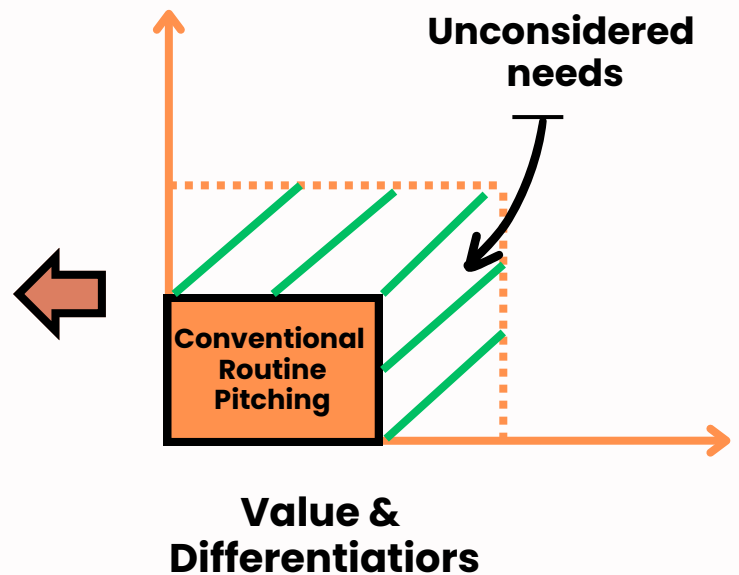 Unconsidered
needs
Conventional
Routine
Pitching
Value &
Differentiatiors